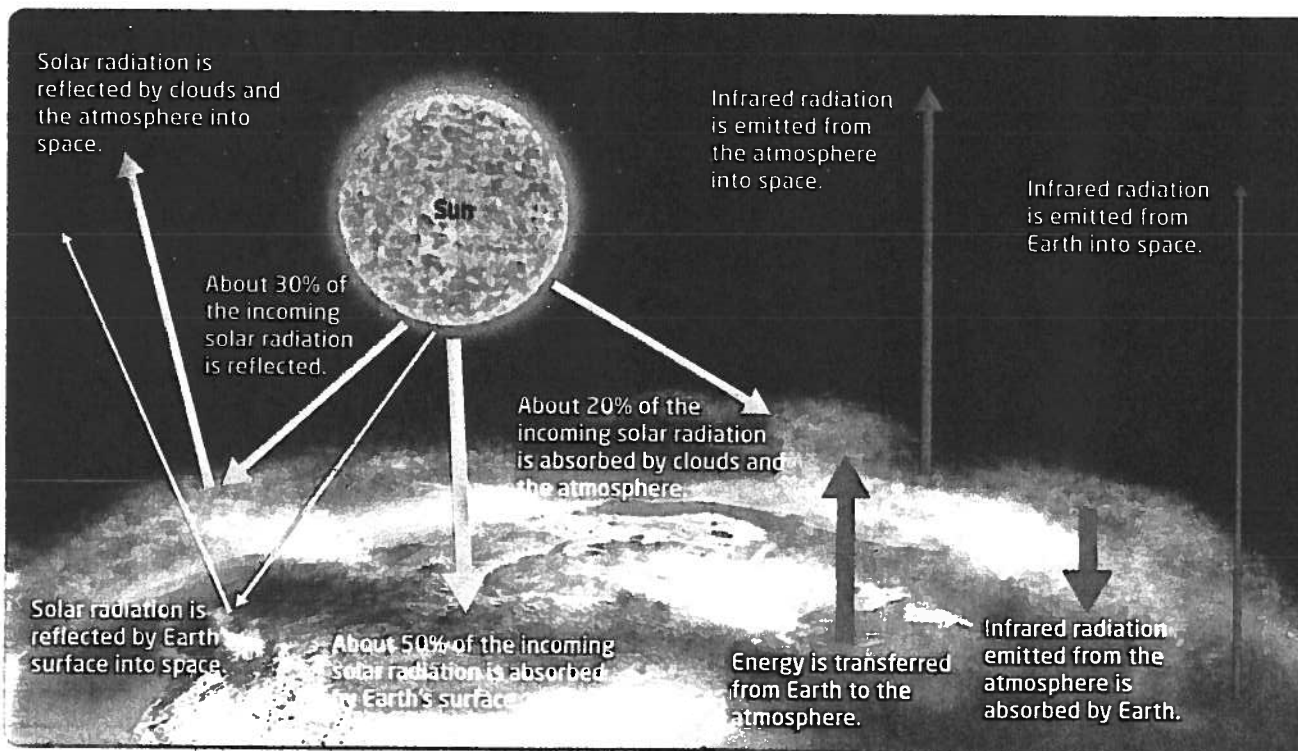 Solar radiation is
reflected by clouds and
the atmosphere into
space.
Sun
Infrared radiation
is emitted from
the atmosphere
into space.
Infrared radiation
is emitted from
Earth into space.
About 30% of
the incoming
solar radiation
is reflected.
About 20% of the
incoming solar radiation
is absorbed by clouds and
the atmosphere.
Solar radiation is
reflected by Earth
surface into space.
About 50% of the incoming
solar radiation is absorbed
by Earth's surface
Energy is transferred
from Earth to the
atmosphere.
Infrared radiation
emitted from the
atmosphere is
absorbed by Earth.